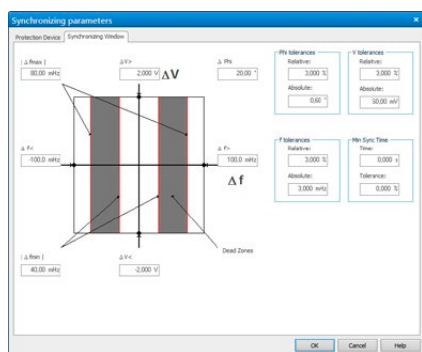 Synchronizing parameters
Protection Device
Synchronizing Window
| Δ fmax |
80,00 mHz
ΔV>
2,000 V
ΔV
Δ Phi
20,00 °
Phi tolerances
Relative:
3,000 %
Absolute:
0,60 °
V tolerances
Relative:
3,000 %
Absolute:
50,00 mV
Δ f<
-100,0 mHz
Δ f>
100,0 mHz
Δ f
f tolerances
Relative:
3,000 %
Absolute:
3,000 mHz
Min Sync Time
Time:
0,000 s
Tolerance:
0,000 %
Dead Zones
| Δ fmin |
40,00 mHz
ΔV<
-2,000 V
OK
Cancel
Help